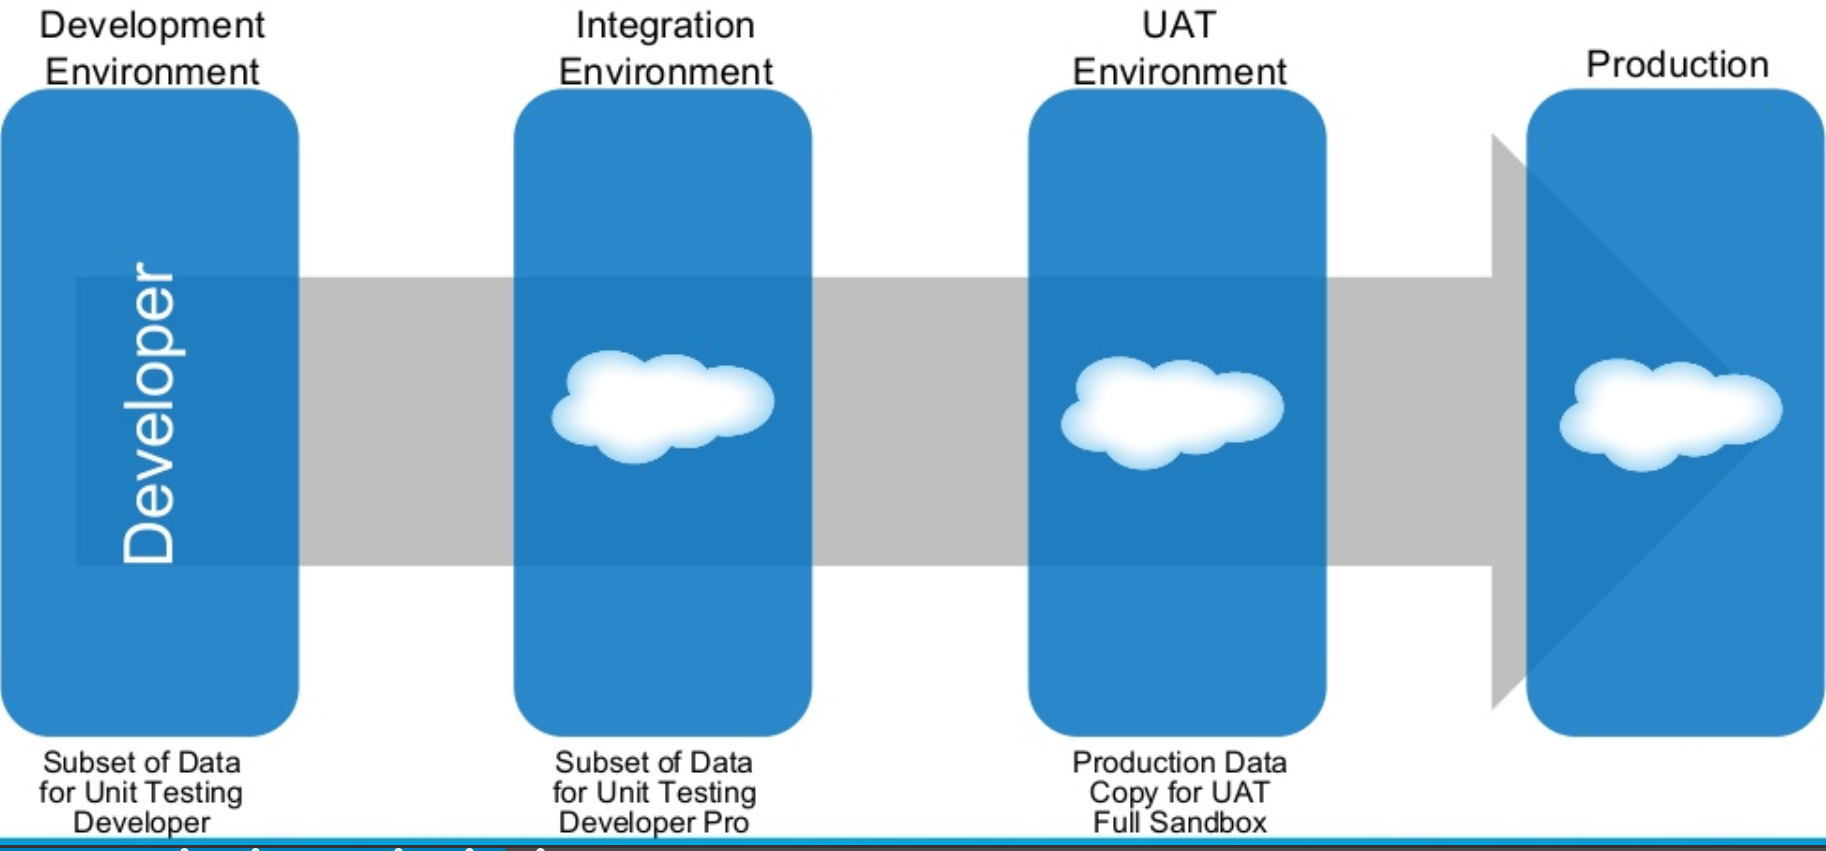 Development
Environment
Integration
Environment
UAT
Environment
Production
Developer
Subset of Data
for Unit Testing
Developer
Subset of Data
for Unit Testing
Developer Pro
Production Data
Copy for UAT
Full Sandbox